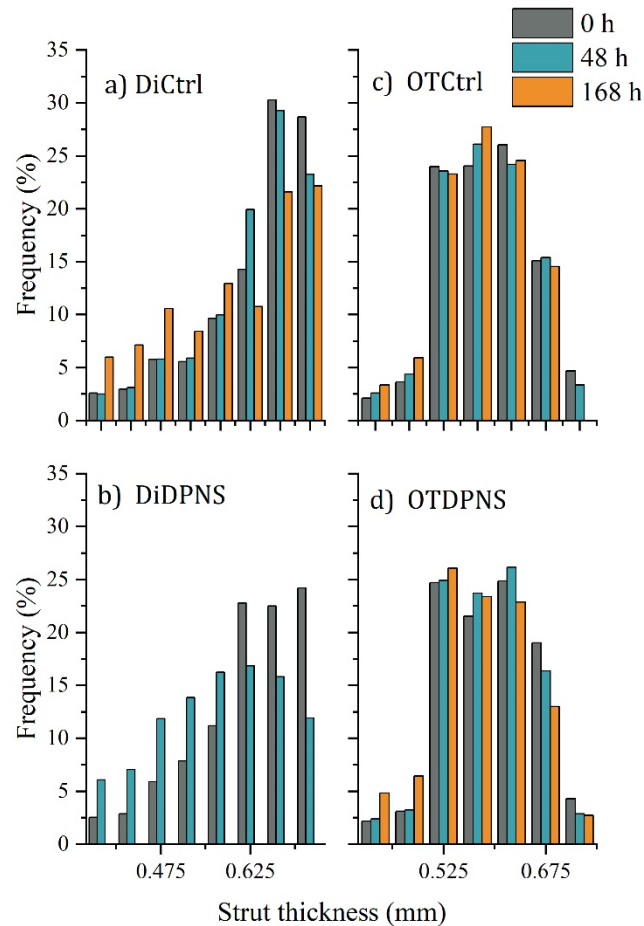 0 h
48 h
168 h
a) DiCtrl
c) OTCtrl
35
30
25
20
15
10
5
0
Frequency (%)
b) DiDPNS
d) OTDPNS
35
30
25
20
15
10
5
0
Frequency (%)
0.475
0.625
0.525
0.675
Strut thickness (mm)